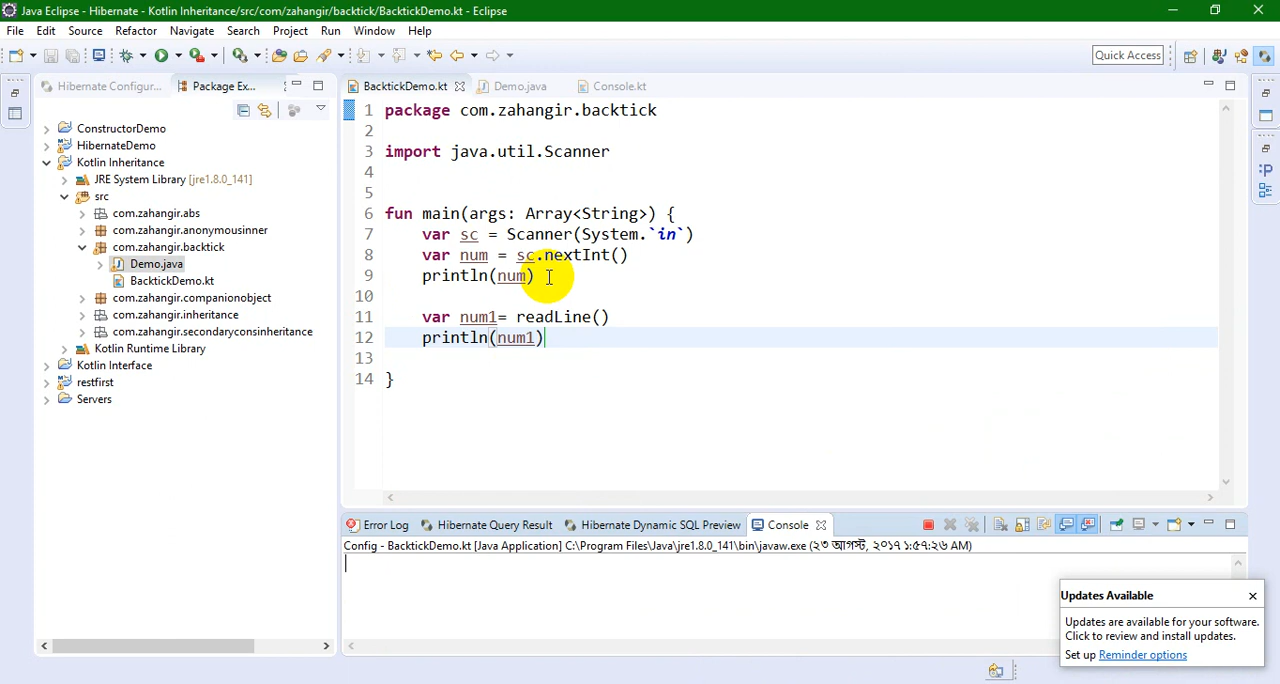 Java Eclipse - Hibernate - Kotlin Inheritance/src/com/zahangir/backtick/BacktickDemo.kt - Eclipse
File Edit Source Refactor Navigate Search Project Run Window Help
Quick Access
Hibernate Configur... Package Ex...
BacktickDemo.kt Demo.java Console.kt
ConstructorDemo
HibernateDemo
Kotlin Inheritance
JRE System Library [jre1.8.0_141]
src
com.zahangir.abs
com.zahangir.anonymousinner
com.zahangir.backtick
Demo.java
BacktickDemo.kt
com.zahangir.companionobject
com.zahangir.inheritance
com.zahangir.secondaryconsinheritance
Kotlin Runtime Library
Kotlin Interface
restfirst
Servers
1 package com.zahangir.backtick
2
3 import java.util.Scanner
4
5
6 fun main(args: Array<String>) {
7 var sc = Scanner(System.`in`)
8 var num = sc.nextInt()
9 println(num)
10
11 var num1= readLine()
12 println(num1)
13
14 }
Error Log Hibernate Query Result Hibernate Dynamic SQL Preview Console
Config - BacktickDemo.kt [Java Application] C:\Program Files\Java\jre1.8.0_141\bin\javaw.exe (২৩ আগস্ট, ২০১৭ ১:৫৭:২৬ AM)
Updates Available
Updates are available for your software.
Click to review and install updates.
Set up Reminder options